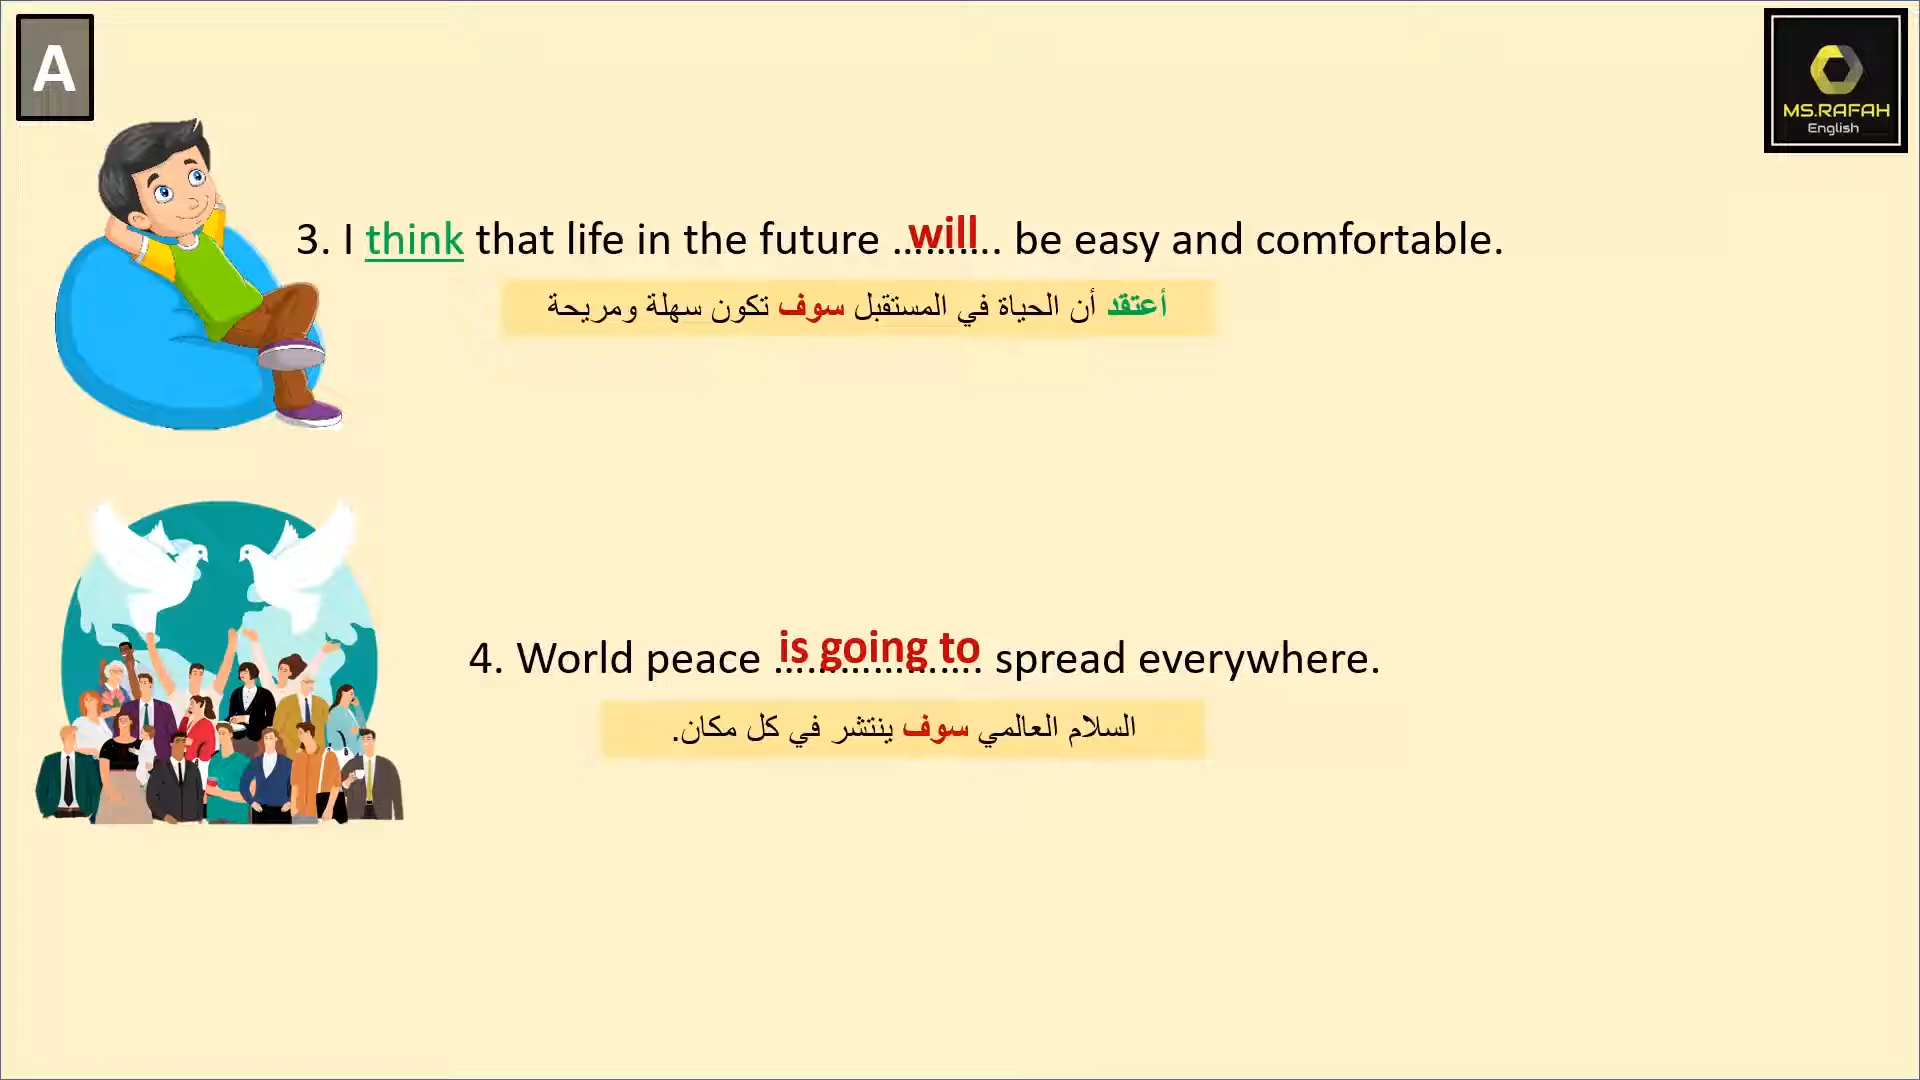 A
MS.RAFAH
English
3. I think that life in the future .......... be easy and comfortable.
will
أعتقد أن الحياة في المستقبل سوف تكون سهلة ومريحة
4. World peace ................... spread everywhere.
is going to
السلام العالمي سوف ينتشر في كل مكان.